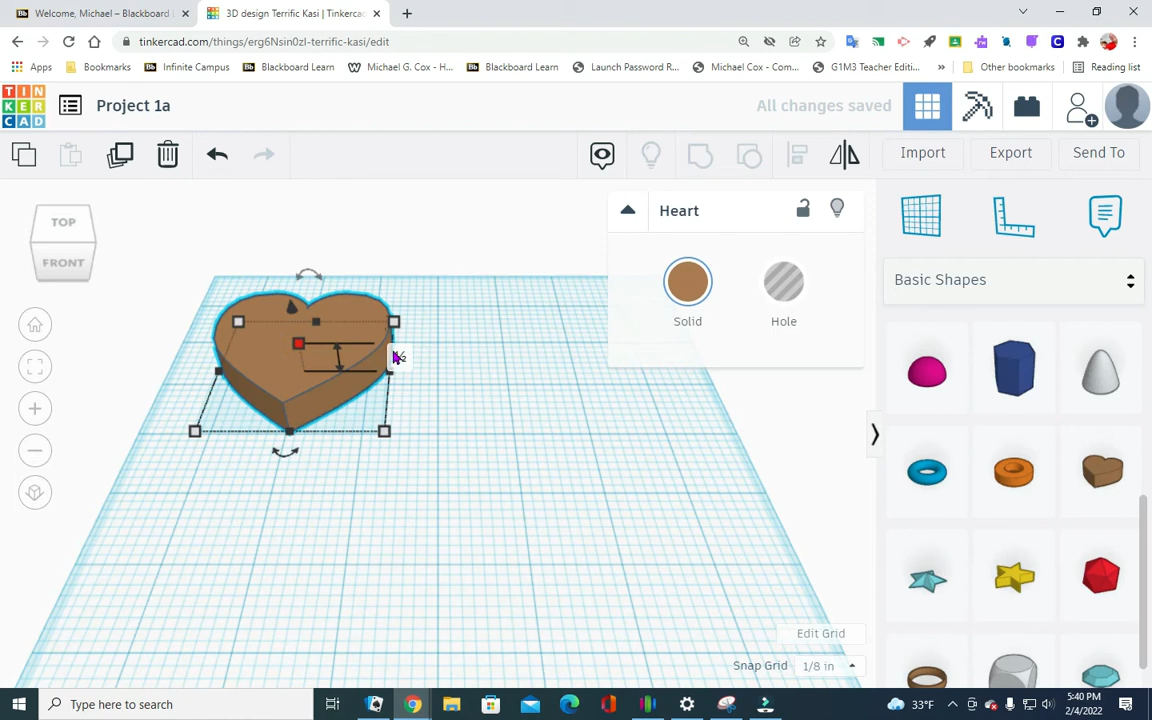 Welcome, Michael – Blackboard
3D design Terrific Kasi | Tinkercad
tinkercad.com/things/erg6Nsin0zI-terrific-kasi/edit
Apps
Bookmarks
Infinite Campus
Blackboard Learn
Michael G. Cox - H...
Blackboard Learn
Launch Password R...
Michael Cox - Com...
G1M3 Teacher Editi...
»
Other bookmarks
Reading list
TIN
KER
CAD
Project 1a
All changes saved
Import
Export
Send To
TOP
FRONT
Heart
Solid
Hole
Basic Shapes
Edit Grid
Snap Grid 1/8 in
Type here to search
33°F
5:40 PM
2/4/2022